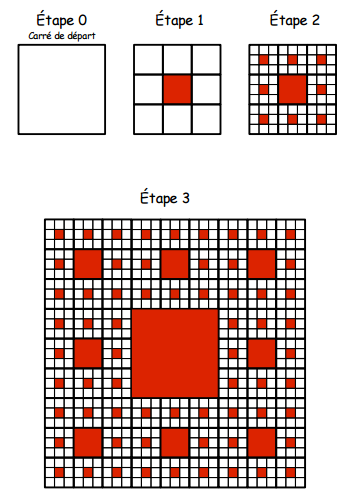 Étape 0
Carré de départ
Étape 1
Étape 2
Étape 3